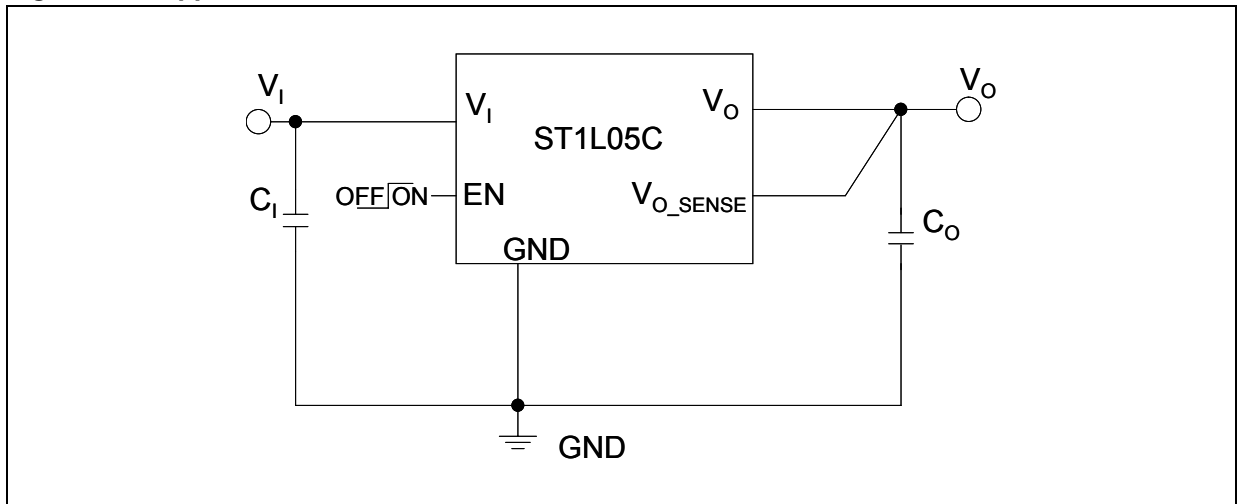 V_I
V_I
ST1L05C
V_O
V_O
C_I
OFF ON
EN
V_O_SENSE
C_O
GND
GND